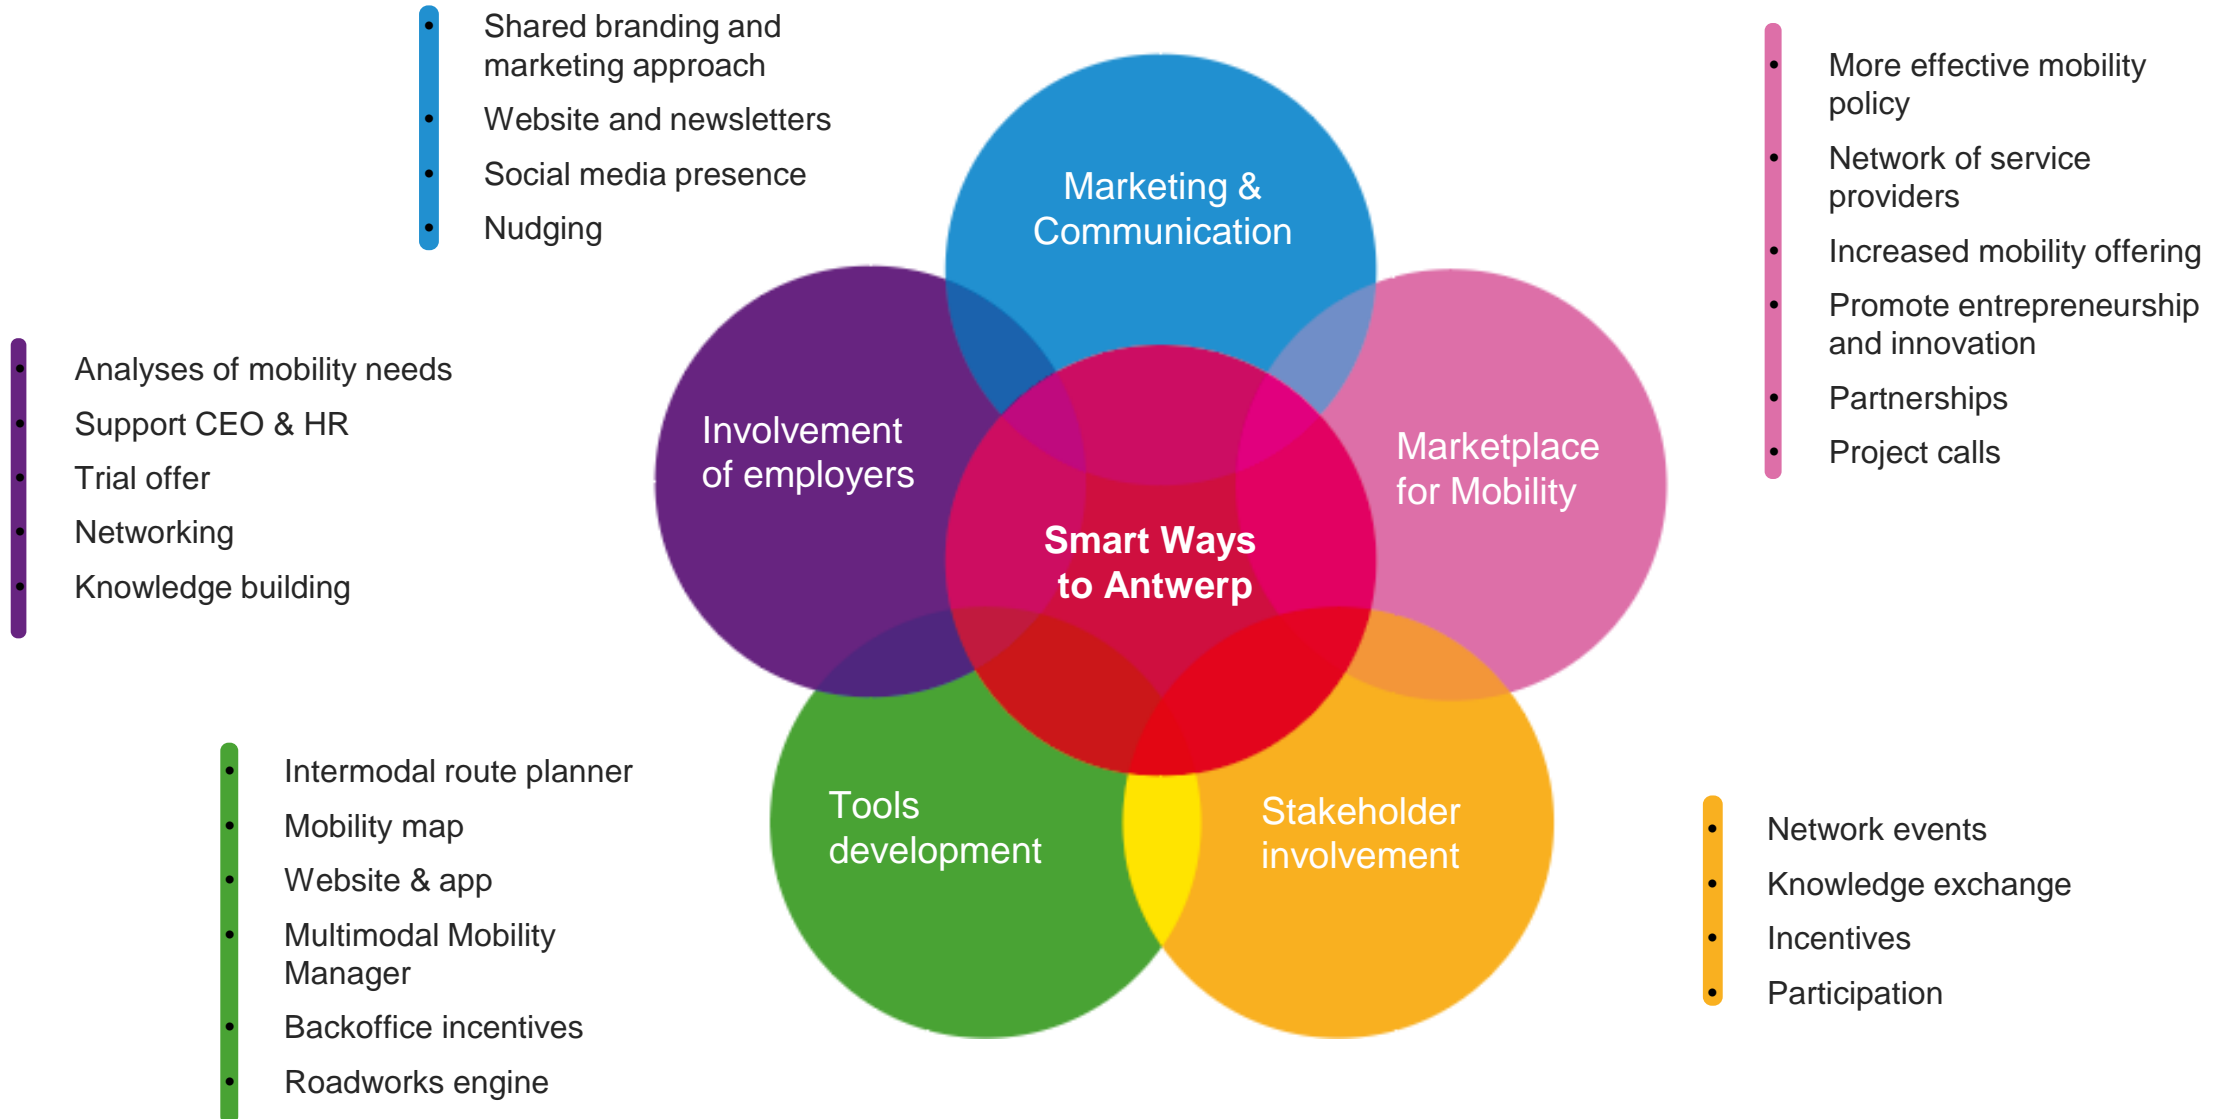 Shared branding and
marketing approach
Website and newsletters
Social media presence
Nudging
Analyses of mobility needs
Support CEO & HR
Trial offer
Networking
Knowledge building
Intermodal route planner
Mobility map
Website & app
Multimodal Mobility
Manager
Backoffice incentives
Roadworks engine
Marketing &
Communication
Involvement
of employers
Marketplace
for Mobility
Smart Ways
to Antwerp
Tools
development
Stakeholder
involvement
More effective mobility
policy
Network of service
providers
Increased mobility offering
Promote entrepreneurship
and innovation
Partnerships
Project calls
Network events
Knowledge exchange
Incentives
Participation